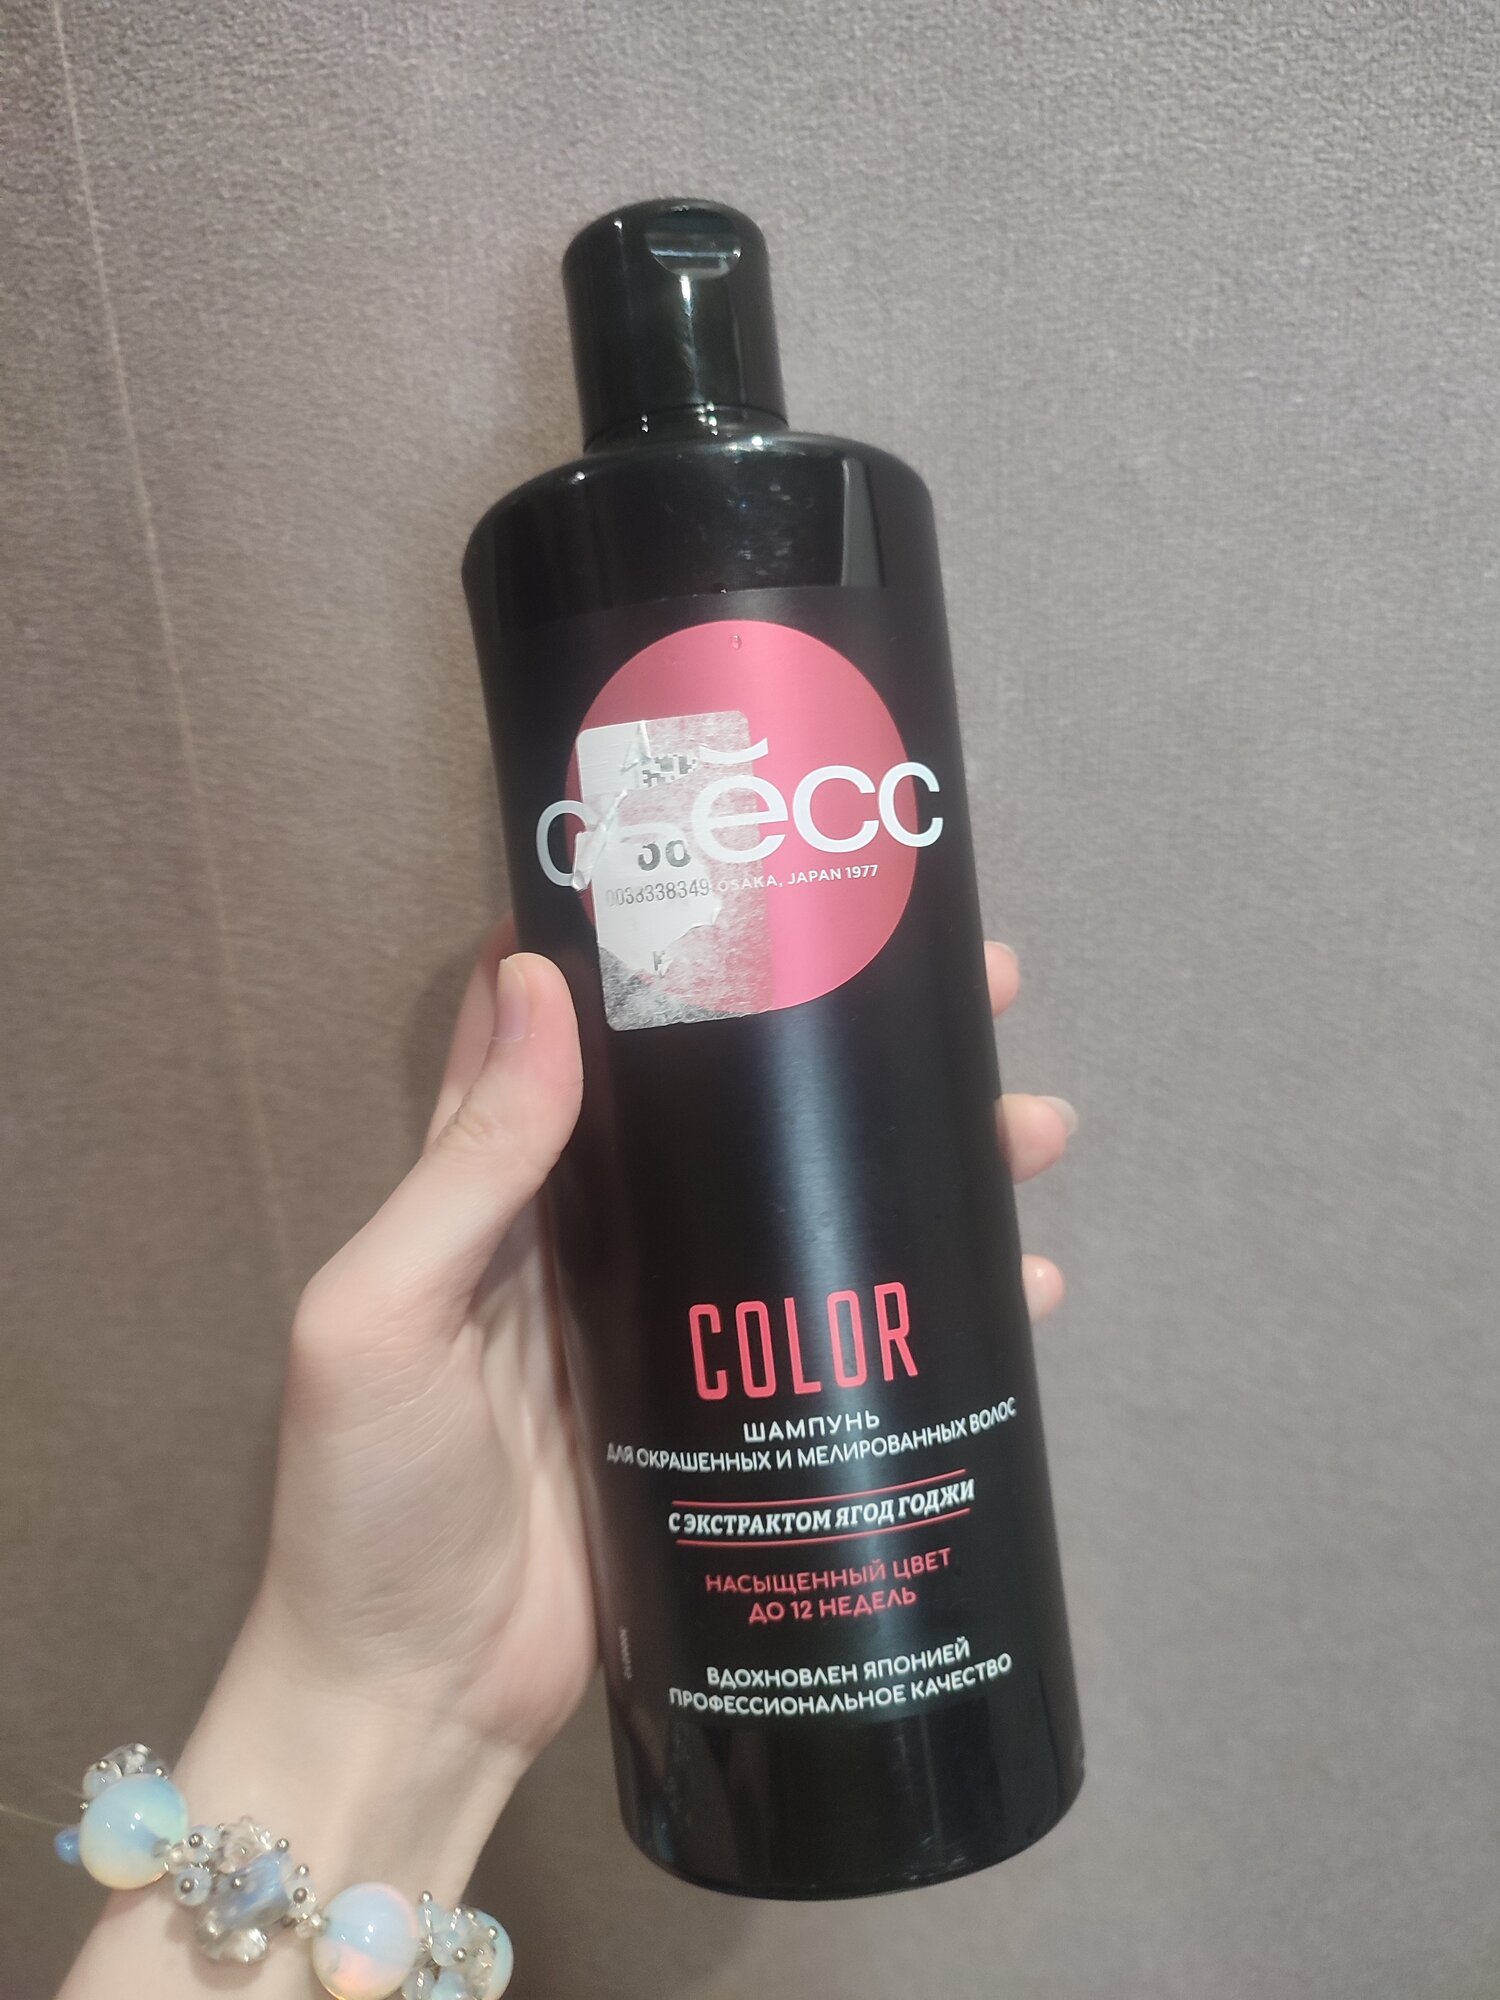 OSAKA, JAPAN 1977
0033338349
COLOR
ШАМПУНЬ
ДЛЯ ОКРАШЕННЫХ И МЕЛИРОВАННЫХ ВОЛОС
С ЭКСТРАКТОМ ЯГОД ГОДЖИ
НАСЫЩЕННЫЙ ЦВЕТ
ДО 12 НЕДЕЛЬ
ВДОХНОВЛЕН ЯПОНИЕЙ
ПРОФЕССИОНАЛЬНОЕ КАЧЕСТВО